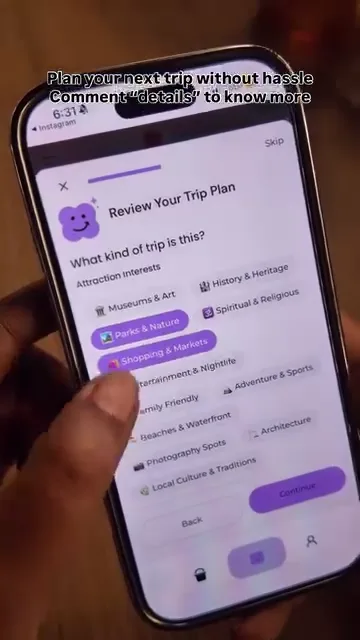 Plan your next trip without hassle
Comment "details" to know more
6:31
Instagram
Skip
Review Your Trip Plan
What kind of trip is this?
Attraction Interests
Museums & Art
History & Heritage
Parks & Nature
Spiritual & Religious
Shopping & Markets
tertainment & Nightlife
amily Friendly
Adventure & Sports
Beaches & Waterfront
Photography Spots
Architecture
Local Culture & Traditions
Back
Continue